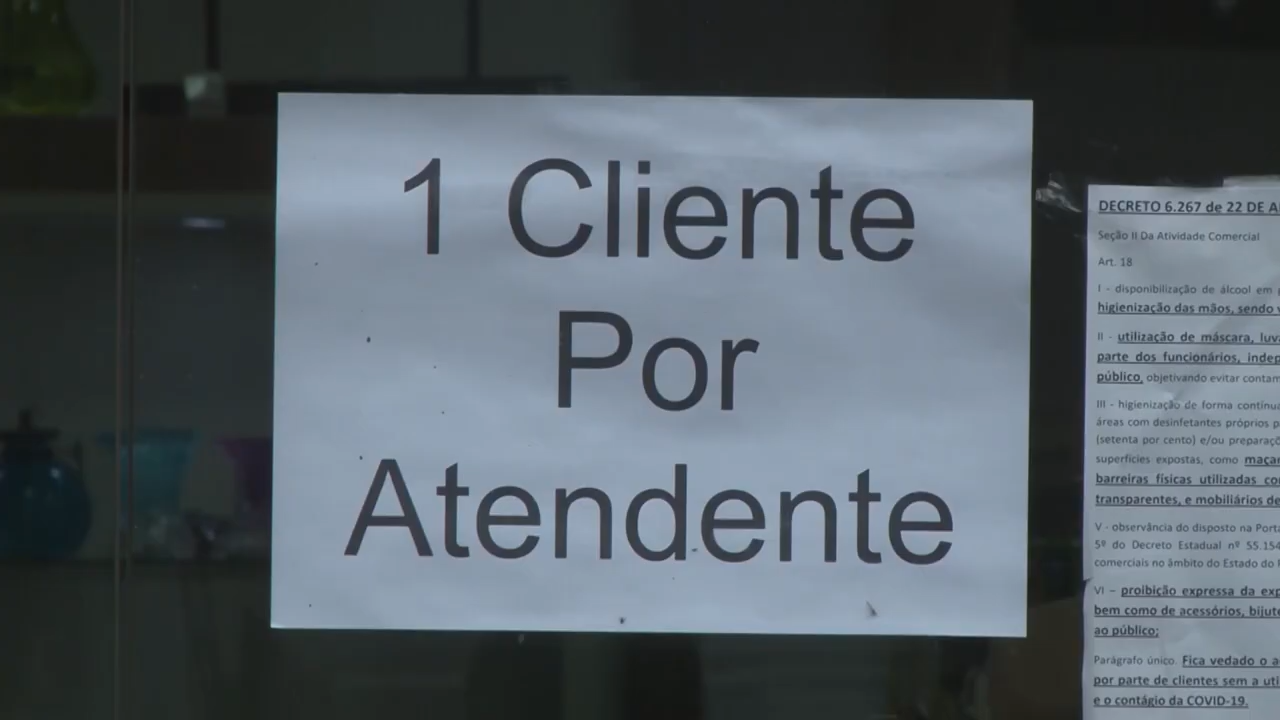 1 Cliente
Por
Atendente
DECRETO 6.267 de 22 DE
Seção II Da Atividade Comercial
Art. 18
I - disponibilização de álcool em
higienização das mãos, sendo
II - utilização de máscara,
parte dos funcionários,
público, objetivando evitar
III - higienização de forma
áreas com desinfetantes próprios
(setenta por cento) e/ou
superfícies expostas, como
barreiras físicas utilizadas
transparentes, e mobiliários
V - observância do disposto na
5º do Decreto Estadual nº
comerciais no âmbito do Estado do
VI – proibição expressa da
bem como de acessórios,
ao público;
Parágrafo único. Fica vedado o
por parte de clientes sem a
e o contágio da COVID-19.